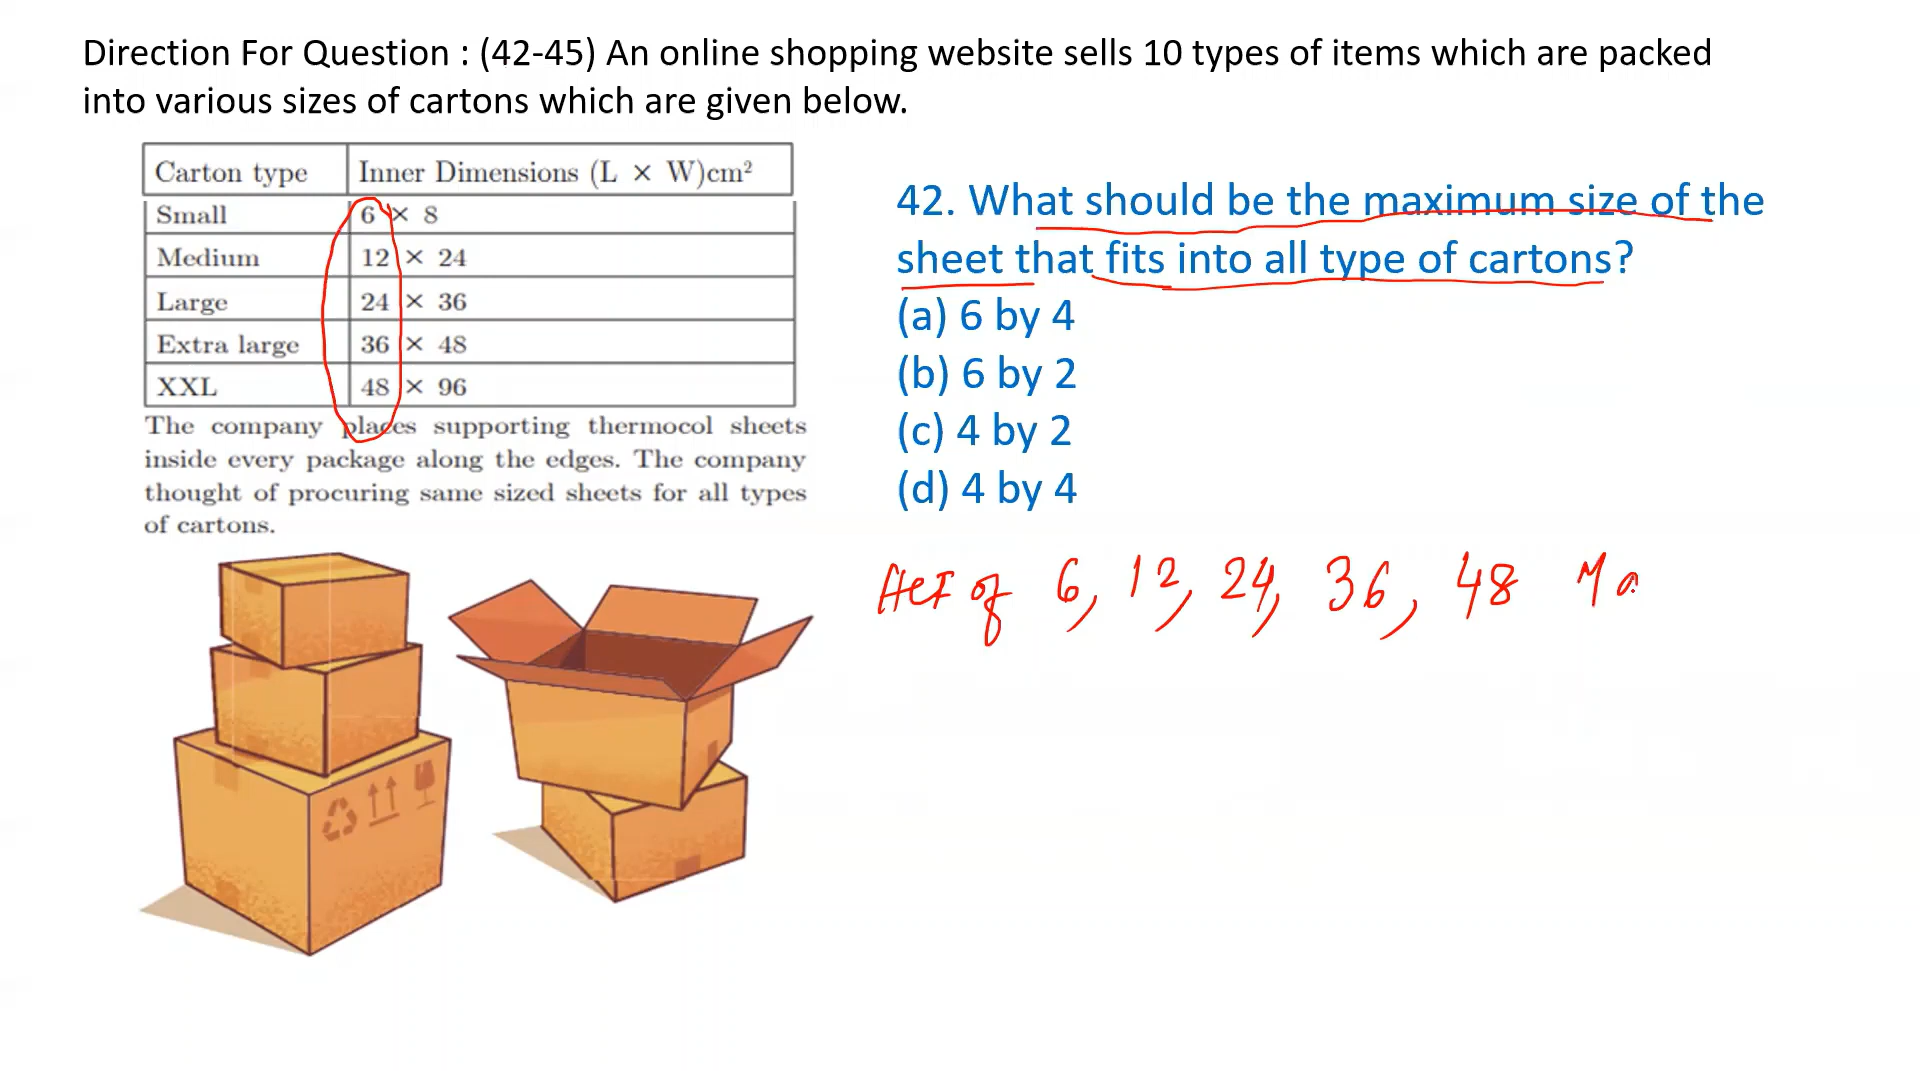 Direction For Question : (42-45) An online shopping website sells 10 types of items which are packed
into various sizes of cartons which are given below.
Carton type Inner Dimensions (L × W)cm²
Small 6 × 8
Medium 12 × 24
Large 24 × 36
Extra large 36 × 48
XXL 48 × 96
The company places supporting thermocol sheets
inside every package along the edges. The company
thought of procuring same sized sheets for all types
of cartons.
42. What should be the maximum size of the
sheet that fits into all type of cartons?
(a) 6 by 4
(b) 6 by 2
(c) 4 by 2
(d) 4 by 4
HCF of 6, 12, 24, 36, 48 Ma